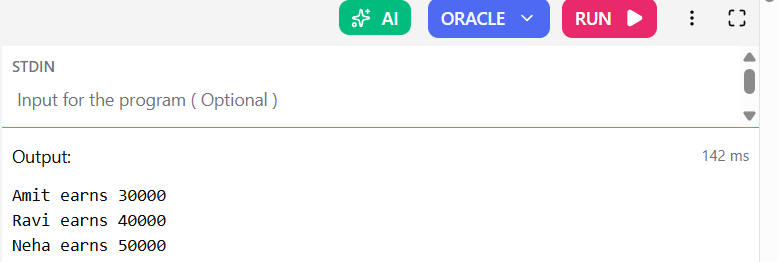 AI ORACLE RUN
STDIN
Input for the program ( Optional )
Output: 142 ms
Amit earns 30000
Ravi earns 40000
Neha earns 50000